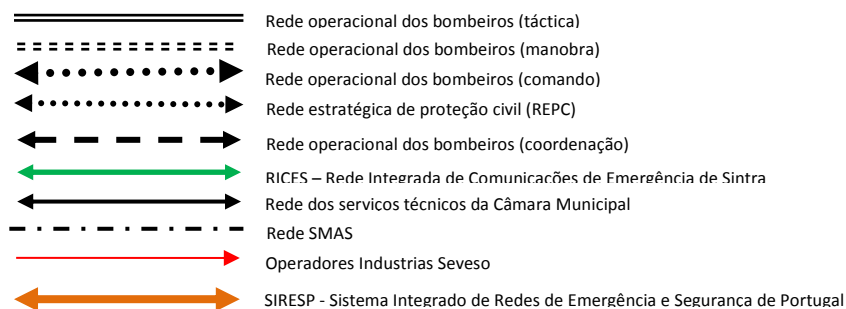 Rede operacional dos bombeiros (táctica)
Rede operacional dos bombeiros (manobra)
Rede operacional dos bombeiros (comando)
Rede estratégica de proteção civil (REPC)
Rede operacional dos bombeiros (coordenação)
RICES – Rede Integrada de Comunicações de Emergência de Sintra
Rede dos serviços técnicos da Câmara Municipal
Rede SMAS
Operadores Industrias Seveso
SIRESP - Sistema Integrado de Redes de Emergência e Segurança de Portugal